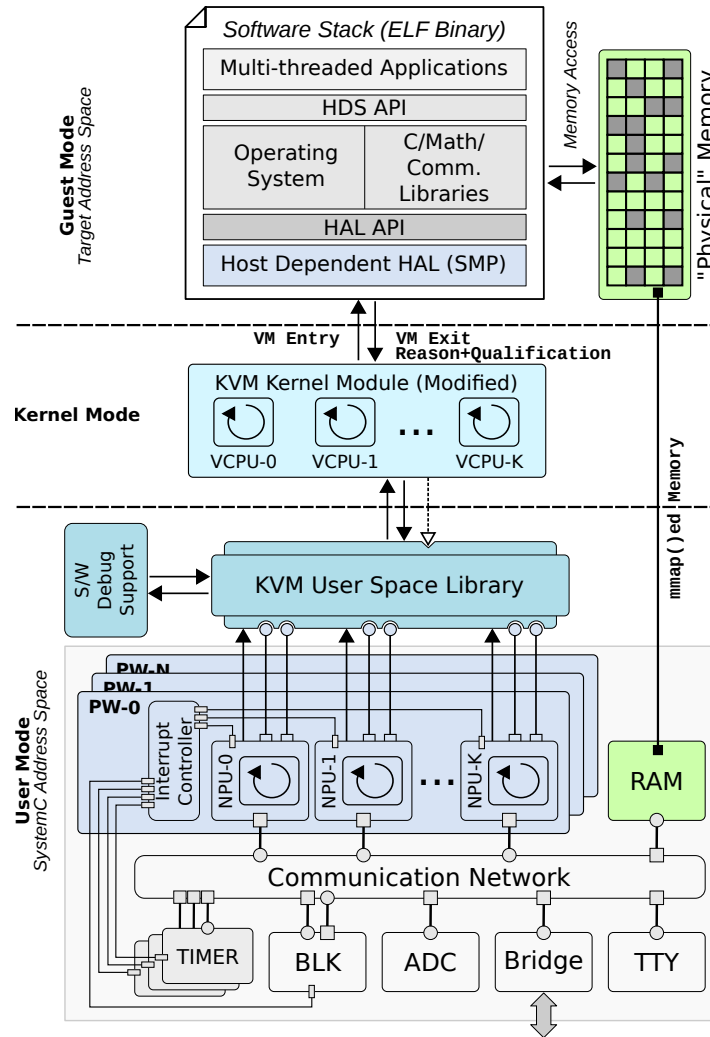 Software Stack (ELF Binary)
Multi-threaded Applications
HDS API
Operating
System
C/Math/
Comm.
Libraries
HAL API
Host Dependent HAL (SMP)
Memory Access
"Physical" Memory
Guest Mode
Target Address Space
VM Entry
VM Exit
Reason+Qualification
Kernel Mode
KVM Kernel Module (Modified)
VCPU-0
VCPU-1
...
VCPU-K
mmap()ed Memory
S/W
Debug
Support
KVM User Space Library
User Mode
SystemC Address Space
PW-N
PW-1
PW-0
Interrupt
Controller
NPU-0
NPU-1
...
NPU-K
RAM
Communication Network
TIMER
BLK
ADC
Bridge
TTY